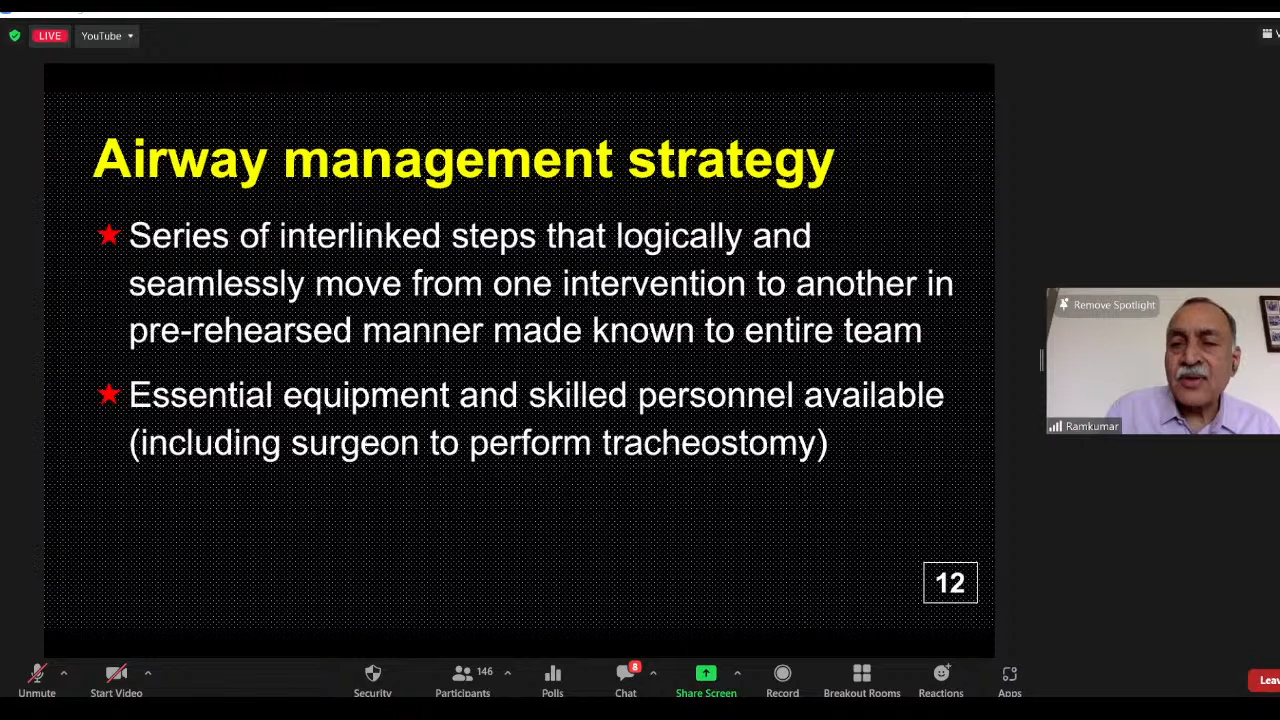 LIVE
YouTube
Airway management strategy
Series of interlinked steps that logically and
seamlessly move from one intervention to another in
pre-rehearsed manner made known to entire team
Essential equipment and skilled personnel available
(including surgeon to perform tracheostomy)
12
Remove Spotlight
Ramkumar
Unmute
Start Video
Security
146
Participants
Polls
8
Chat
Share Screen
Record
Breakout Rooms
Reactions
Apps